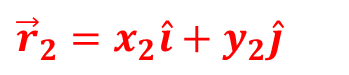 r⃗₂ = x₂î + y₂ĵ